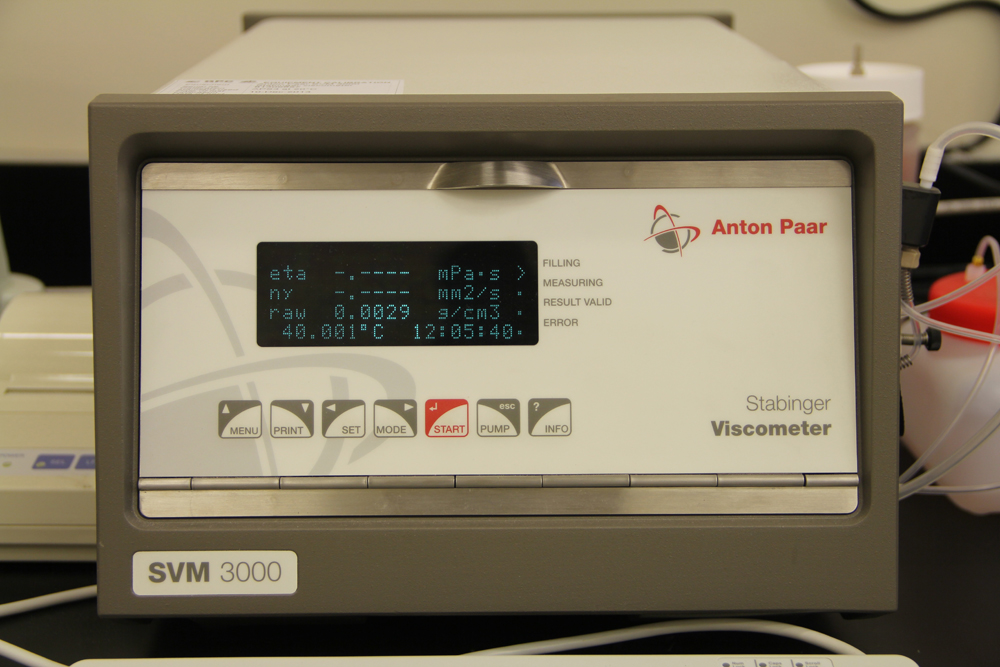 Anton Paar
eta -.---- mPa·s >
ny -.---- mm2/s ·
raw 0.0029 g/cm3 ·
40.001°C 12:05:40·
FILLING
MEASURING
RESULT VALID
ERROR
MENU PRINT SET MODE START esc PUMP ? INFO
Stabinger
Viscometer
SVM 3000